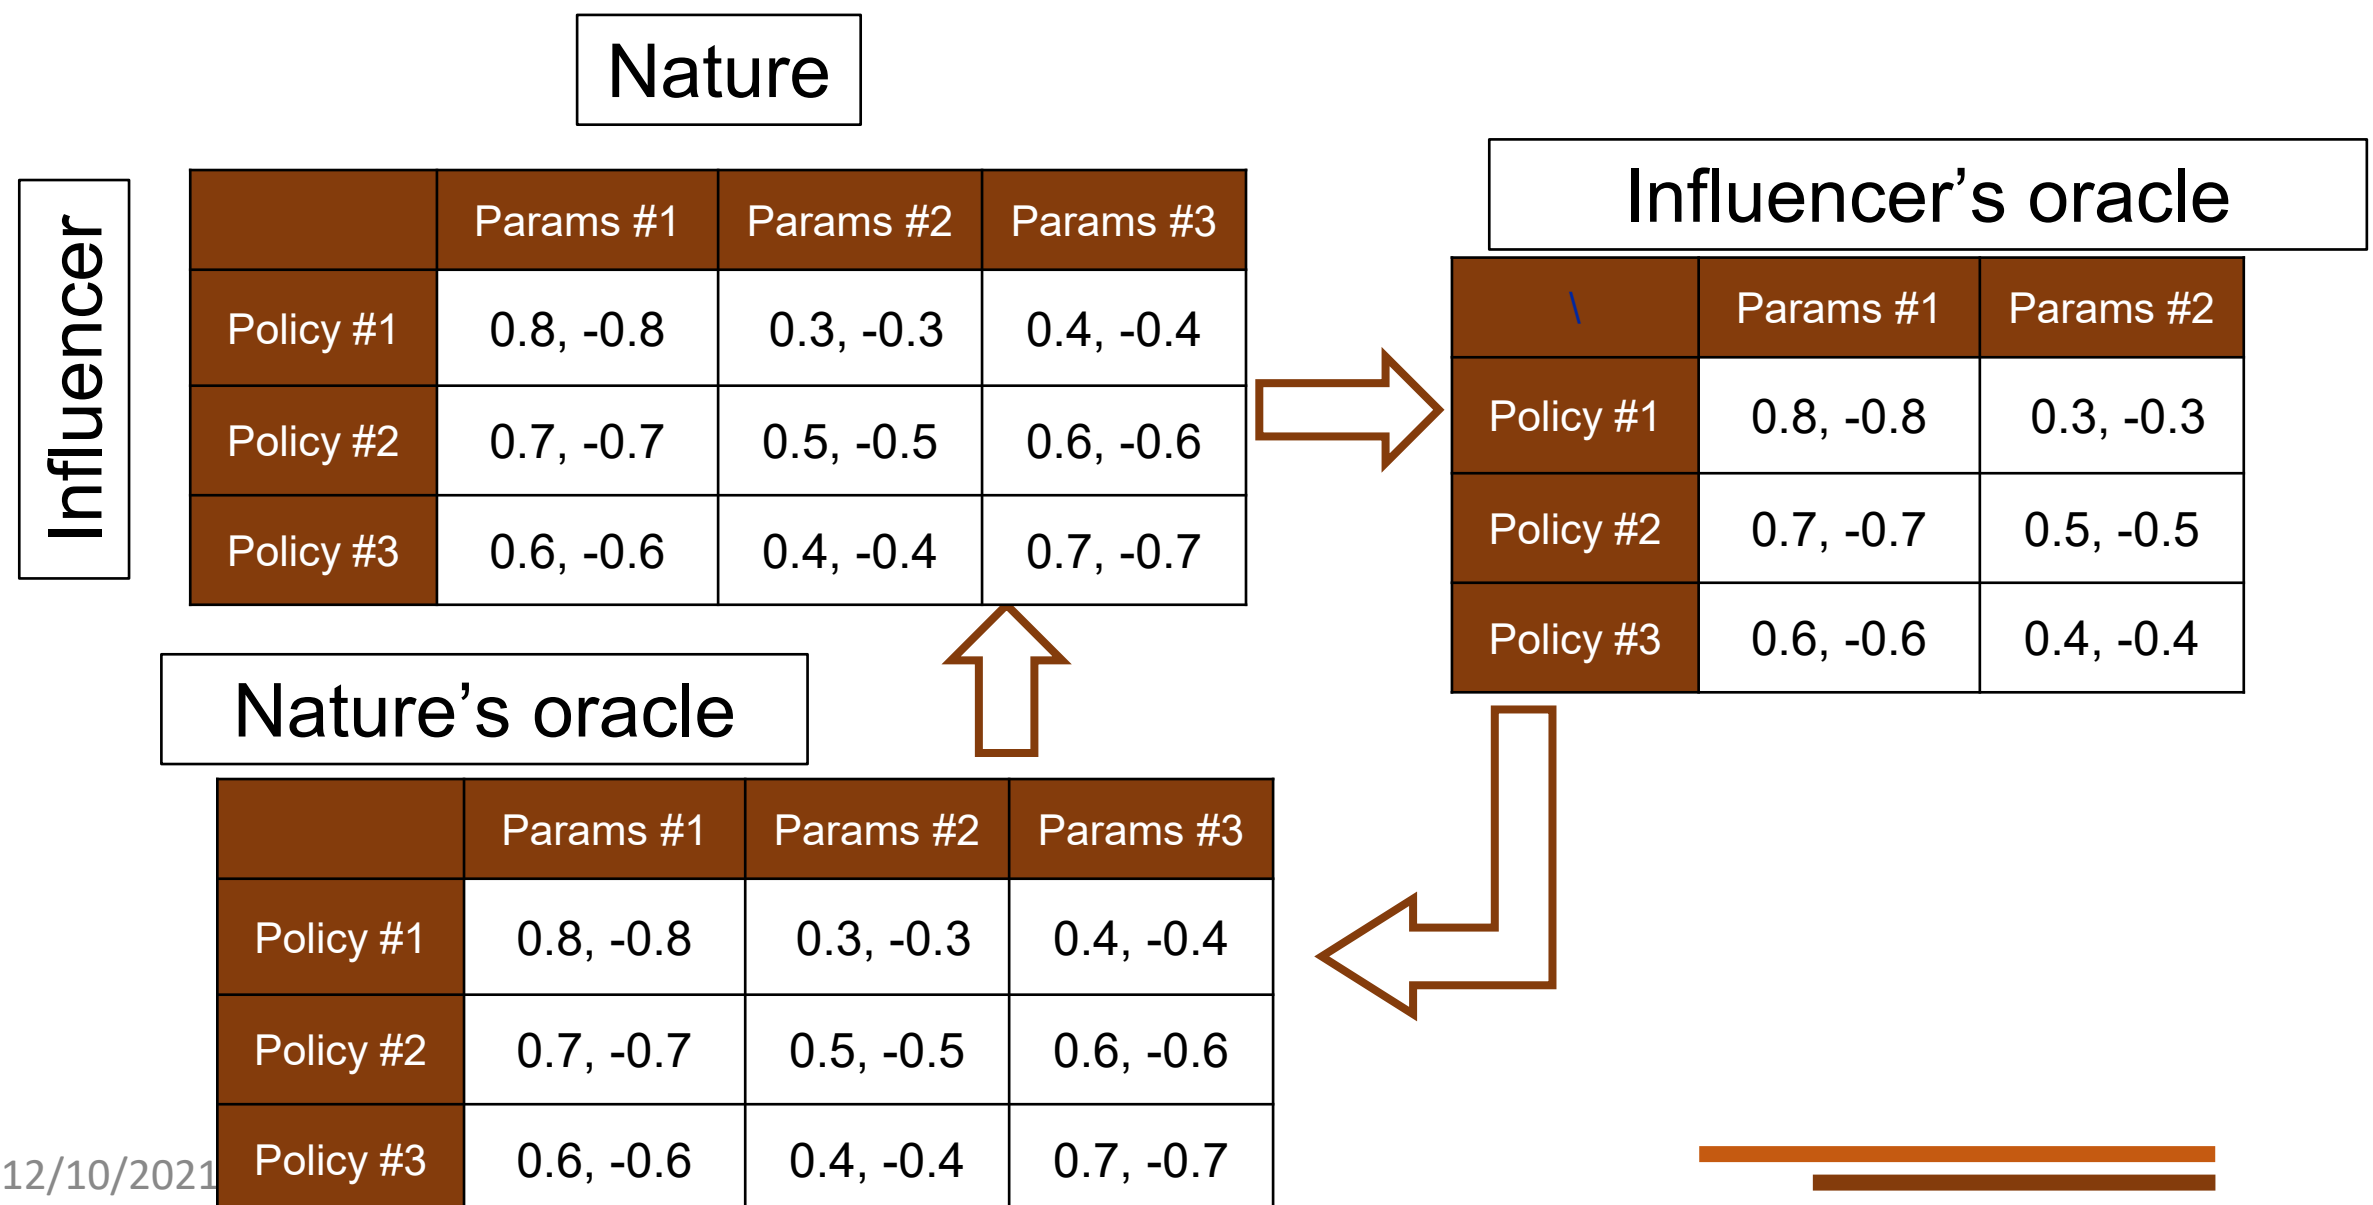 Nature
Influencer
Params #1 Params #2 Params #3
Policy #1 0.8, -0.8 0.3, -0.3 0.4, -0.4
Policy #2 0.7, -0.7 0.5, -0.5 0.6, -0.6
Policy #3 0.6, -0.6 0.4, -0.4 0.7, -0.7
Influencer’s oracle
\ Params #1 Params #2
Policy #1 0.8, -0.8 0.3, -0.3
Policy #2 0.7, -0.7 0.5, -0.5
Policy #3 0.6, -0.6 0.4, -0.4
Nature’s oracle
Params #1 Params #2 Params #3
Policy #1 0.8, -0.8 0.3, -0.3 0.4, -0.4
Policy #2 0.7, -0.7 0.5, -0.5 0.6, -0.6
Policy #3 0.6, -0.6 0.4, -0.4 0.7, -0.7
12/10/2021